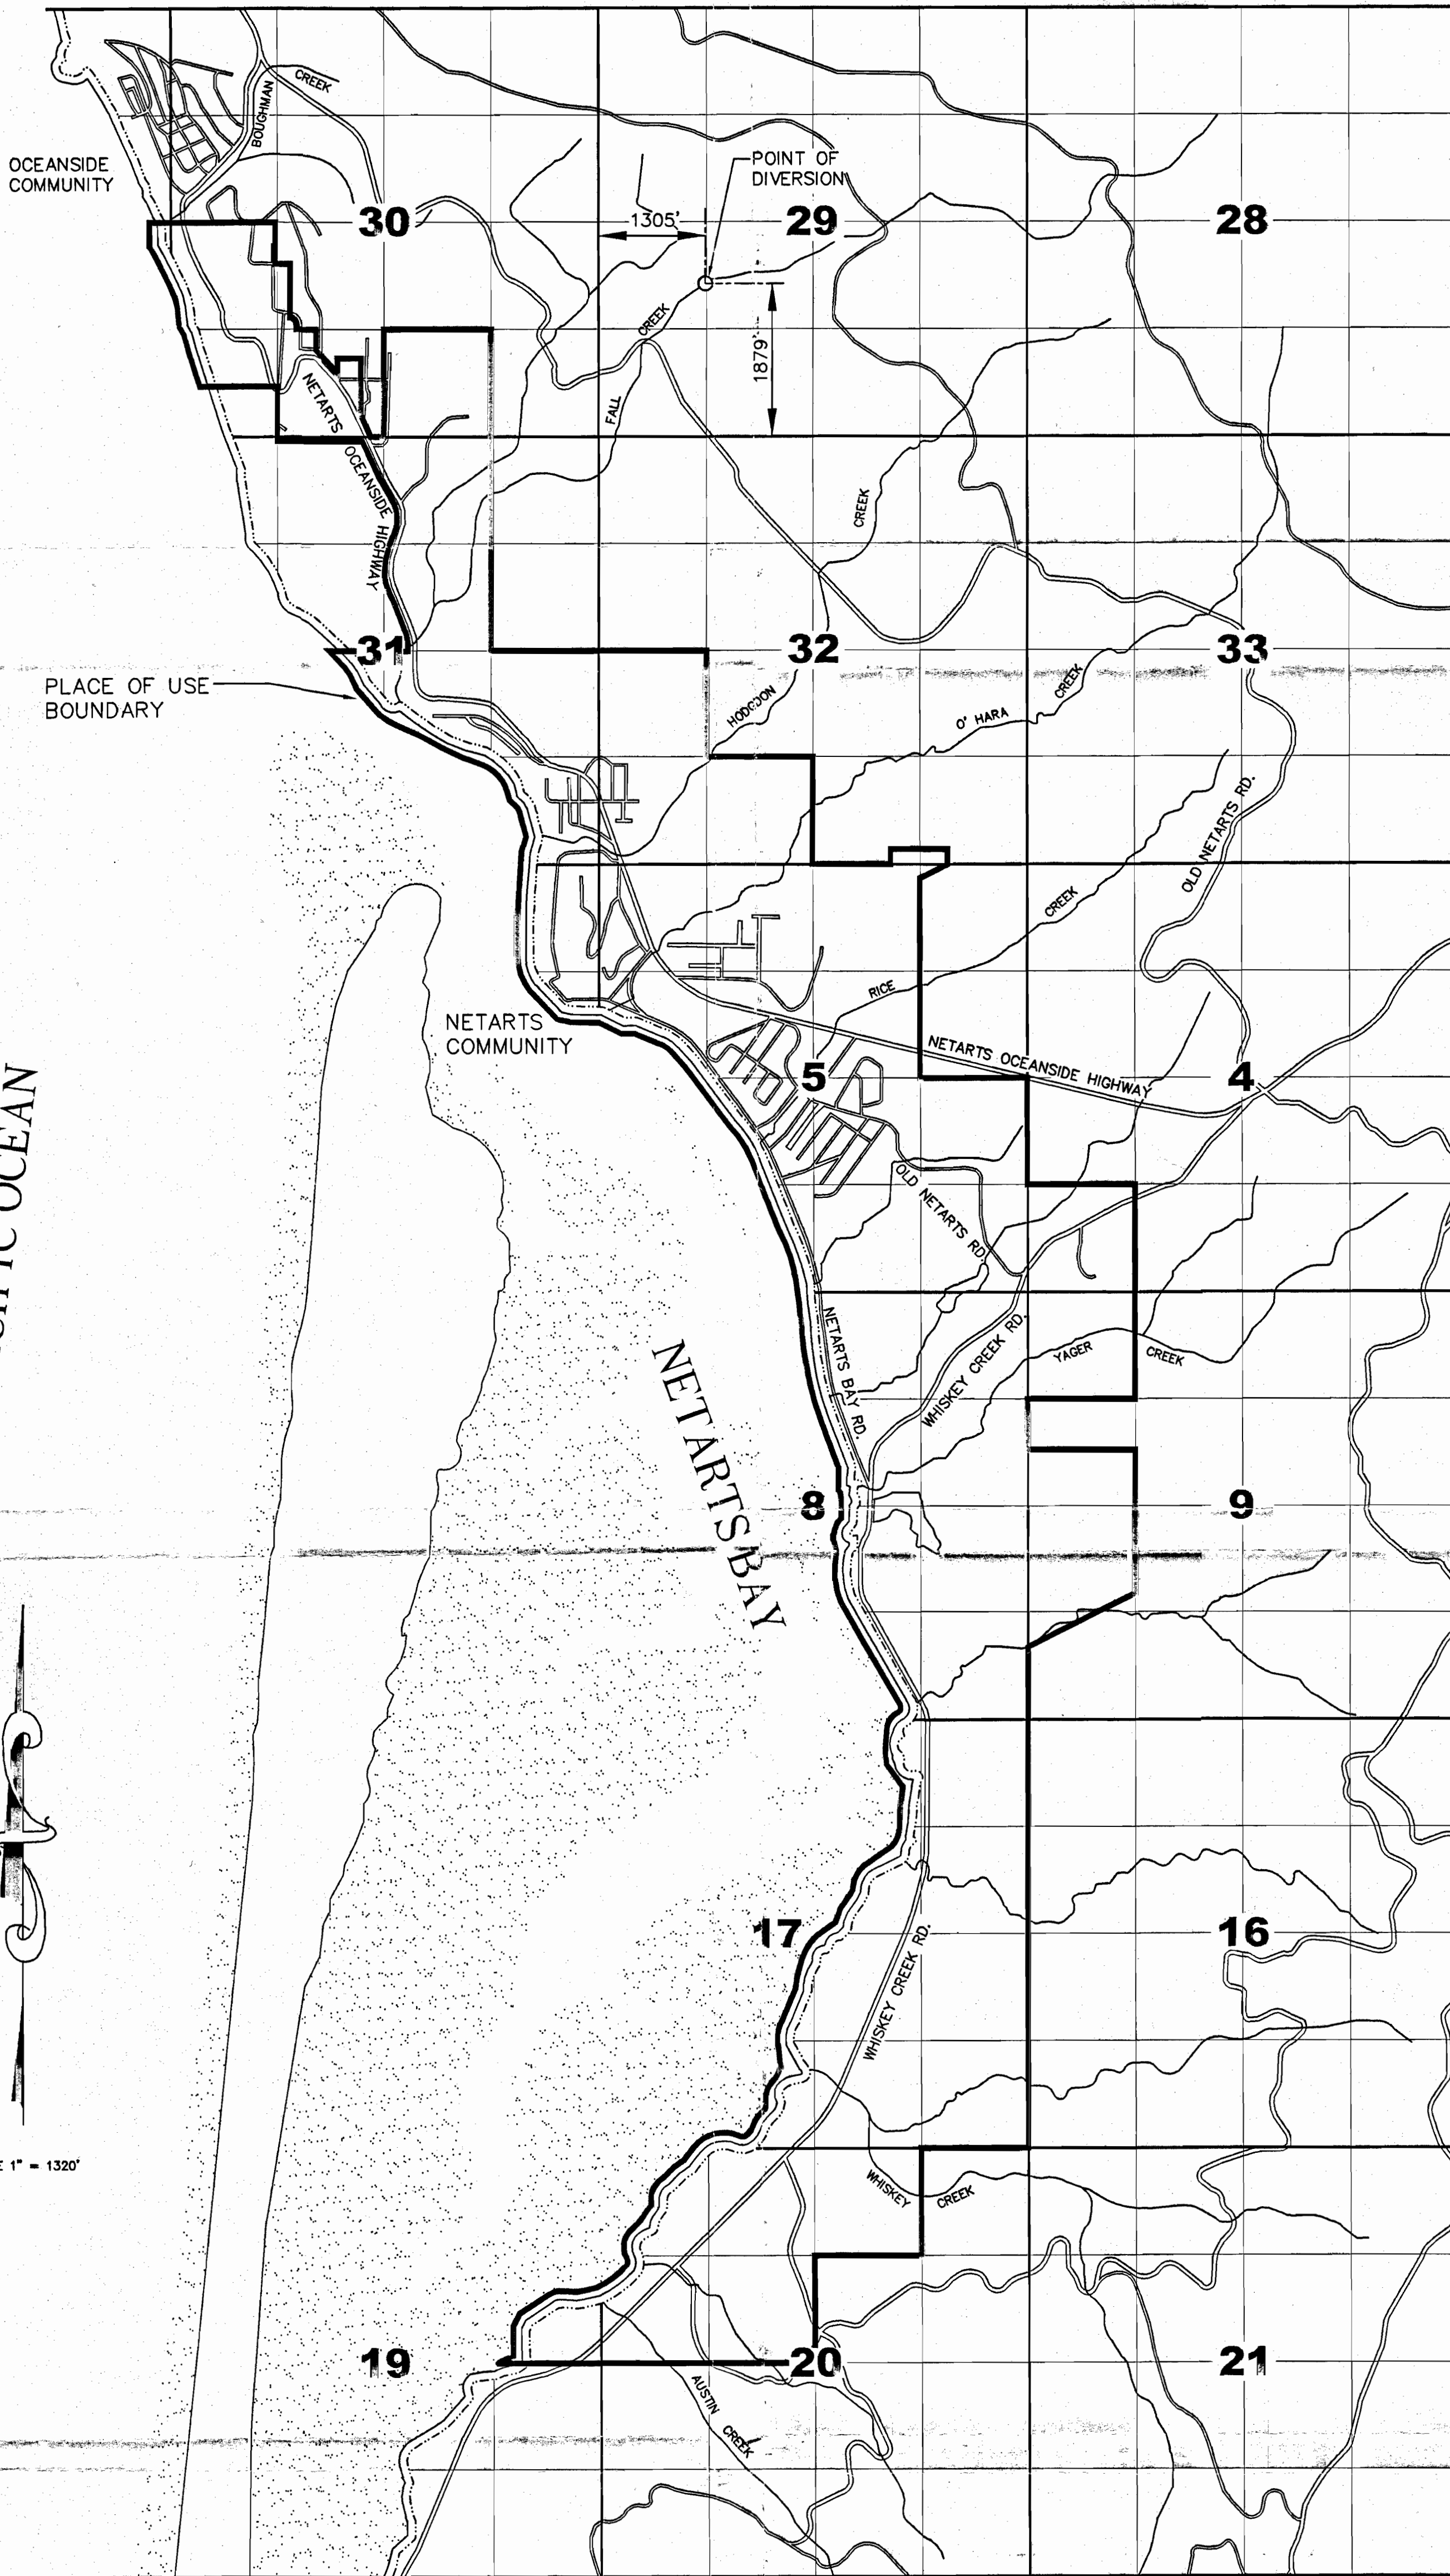 CREEK
BOUGHMAN
OCEANSIDE
COMMUNITY
POINT OF
DIVERSION
30
1305'
29
28
CREEK
1879'
FALL
NETARTS
OCEANSIDE
HIGHWAY
CREEK
31
32
33
PLACE OF USE
BOUNDARY
HODGDON
O' HARA
CREEK
OLD NETARTS RD.
CREEK
RICE
NETARTS
COMMUNITY
NETARTS OCEANSIDE HIGHWAY
5
4
OCEAN
OLD NETARTS RD.
NETARTS BAY RD.
WHISKEY CREEK RD.
YAGER
CREEK
NETARTS BAY
8
9
17
16
WHISKEY CREEK RD.
1" = 1320'
WHISKEY
CREEK
19
20
21
AUSTIN
CREEK